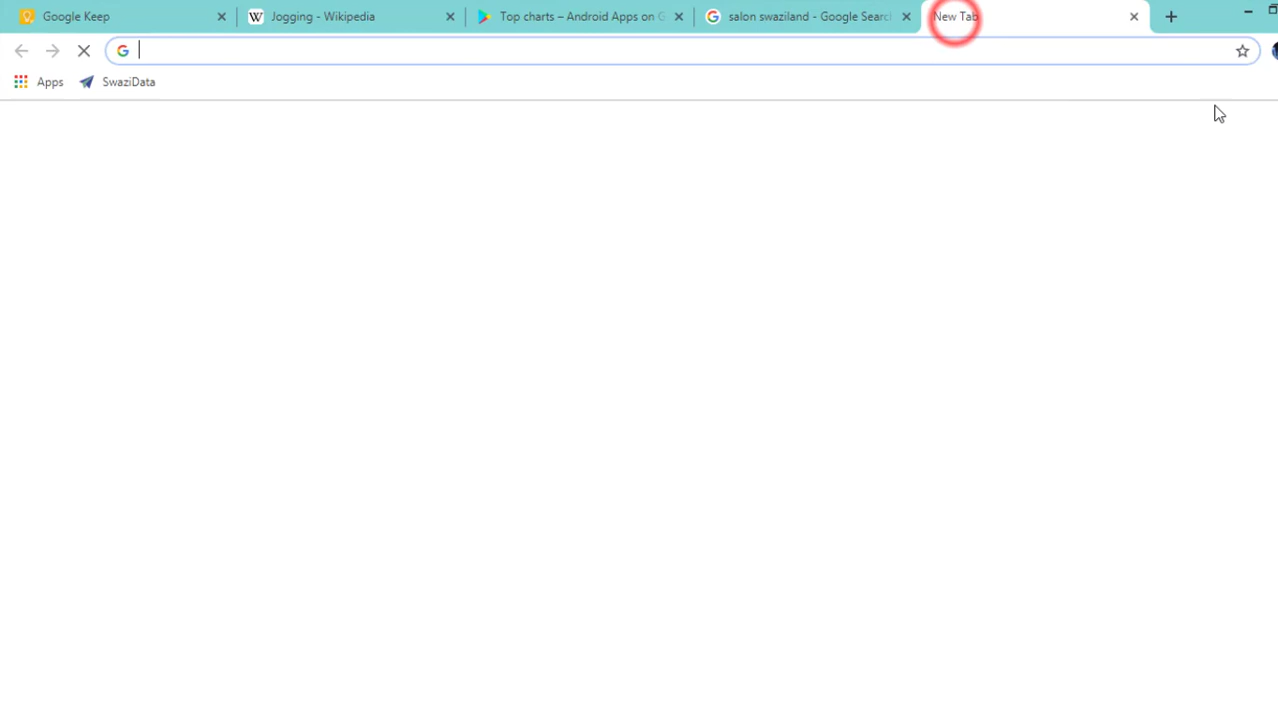 Google Keep
Jogging - Wikipedia
Top charts – Android Apps on G
salon swaziland - Google Searc
New Tab
Apps
SwaziData